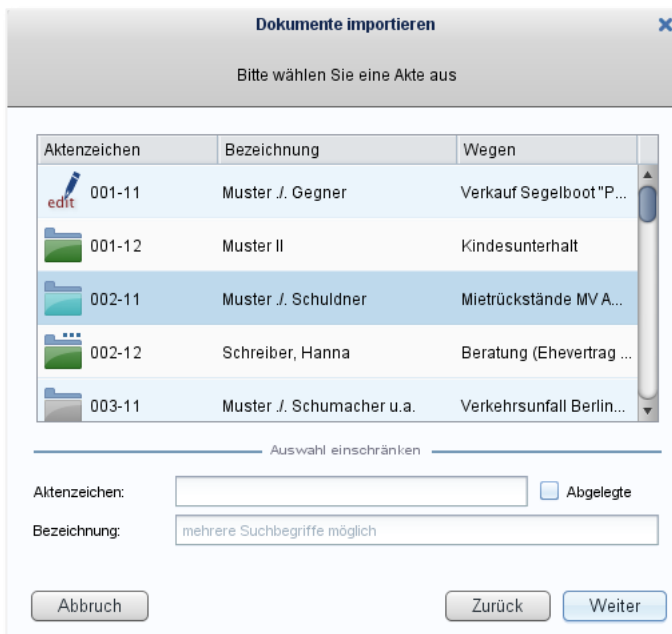 Dokumente importieren
Bitte wählen Sie eine Akte aus
Aktenzeichen Bezeichnung Wegen
edit 001-11 Muster ./. Gegner Verkauf Segelboot "P...
001-12 Muster II Kindesunterhalt
002-11 Muster ./. Schuldner Mietrückstände MV A...
002-12 Schreiber, Hanna Beratung (Ehevertrag ...
003-11 Muster ./. Schumacher u.a. Verkehrsunfall Berlin...
Auswahl einschränken
Aktenzeichen: Abgelegte
Bezeichnung: mehrere Suchbegriffe möglich
Abbruch Zurück Weiter